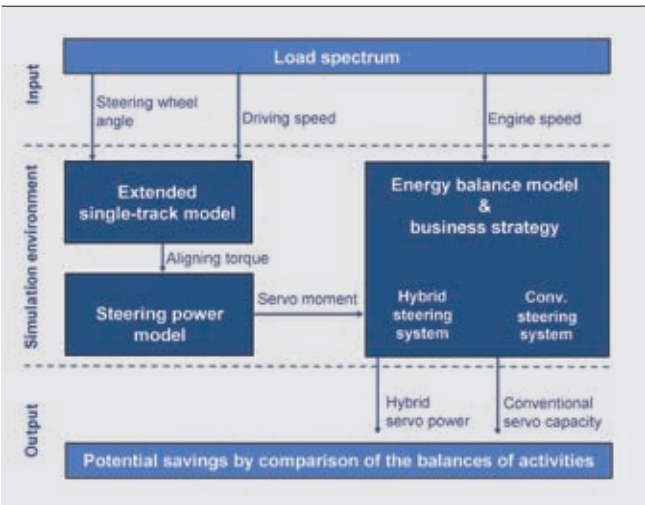 Input
Load spectrum
Steering wheel
angle
Driving speed
Engine speed
Simulation environment
Extended
single-track model
Energy balance model
&
business strategy
Aligning torque
Steering power
model
Servo moment
Hybrid
steering
system
Conv.
steering
system
Output
Hybrid
servo power
Conventional
servo capacity
Potential savings by comparison of the balances of activities